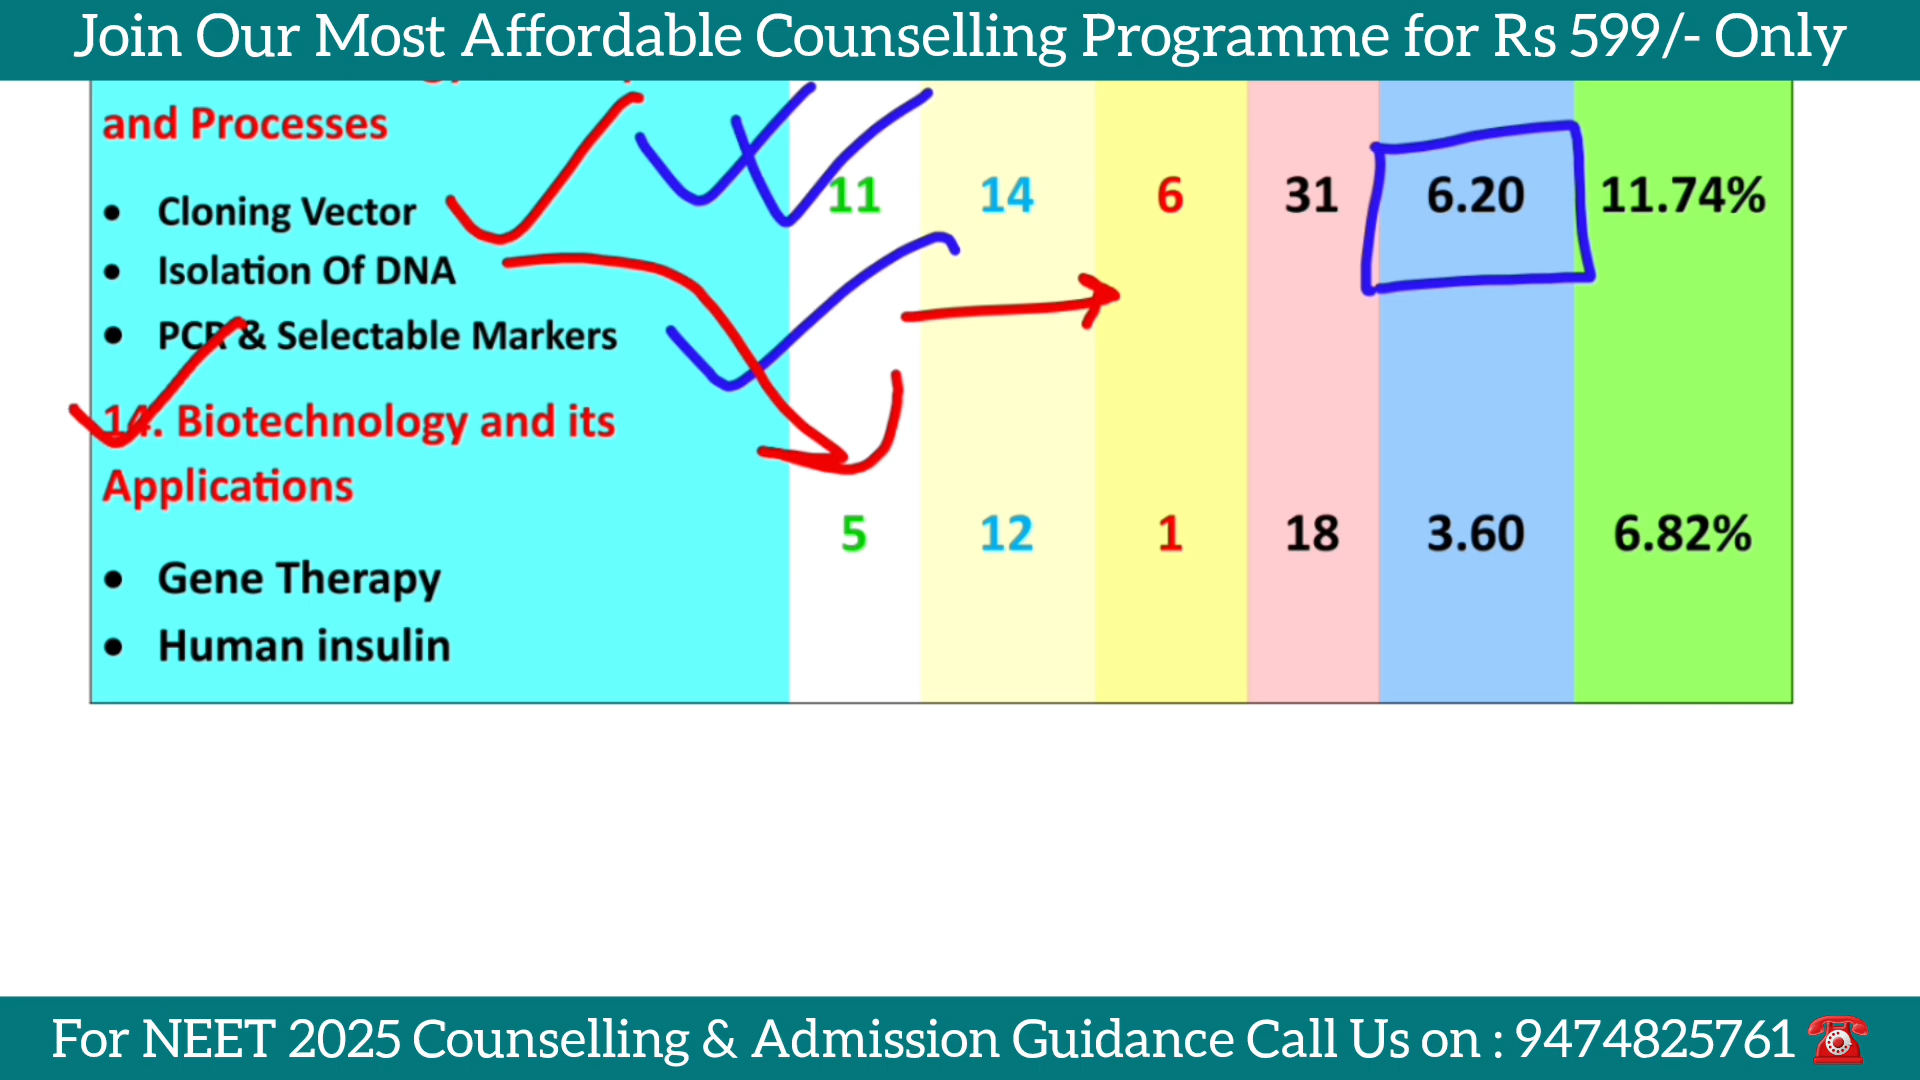 Join Our Most Affordable Counselling Programme for Rs 599/- Only
and Processes
• Cloning Vector
• Isolation Of DNA
• PCR & Selectable Markers
11 14 6 31 6.20 11.74%
14. Biotechnology and its
Applications
• Gene Therapy
• Human insulin
5 12 1 18 3.60 6.82%
For NEET 2025 Counselling & Admission Guidance Call Us on : 9474825761 ☎️